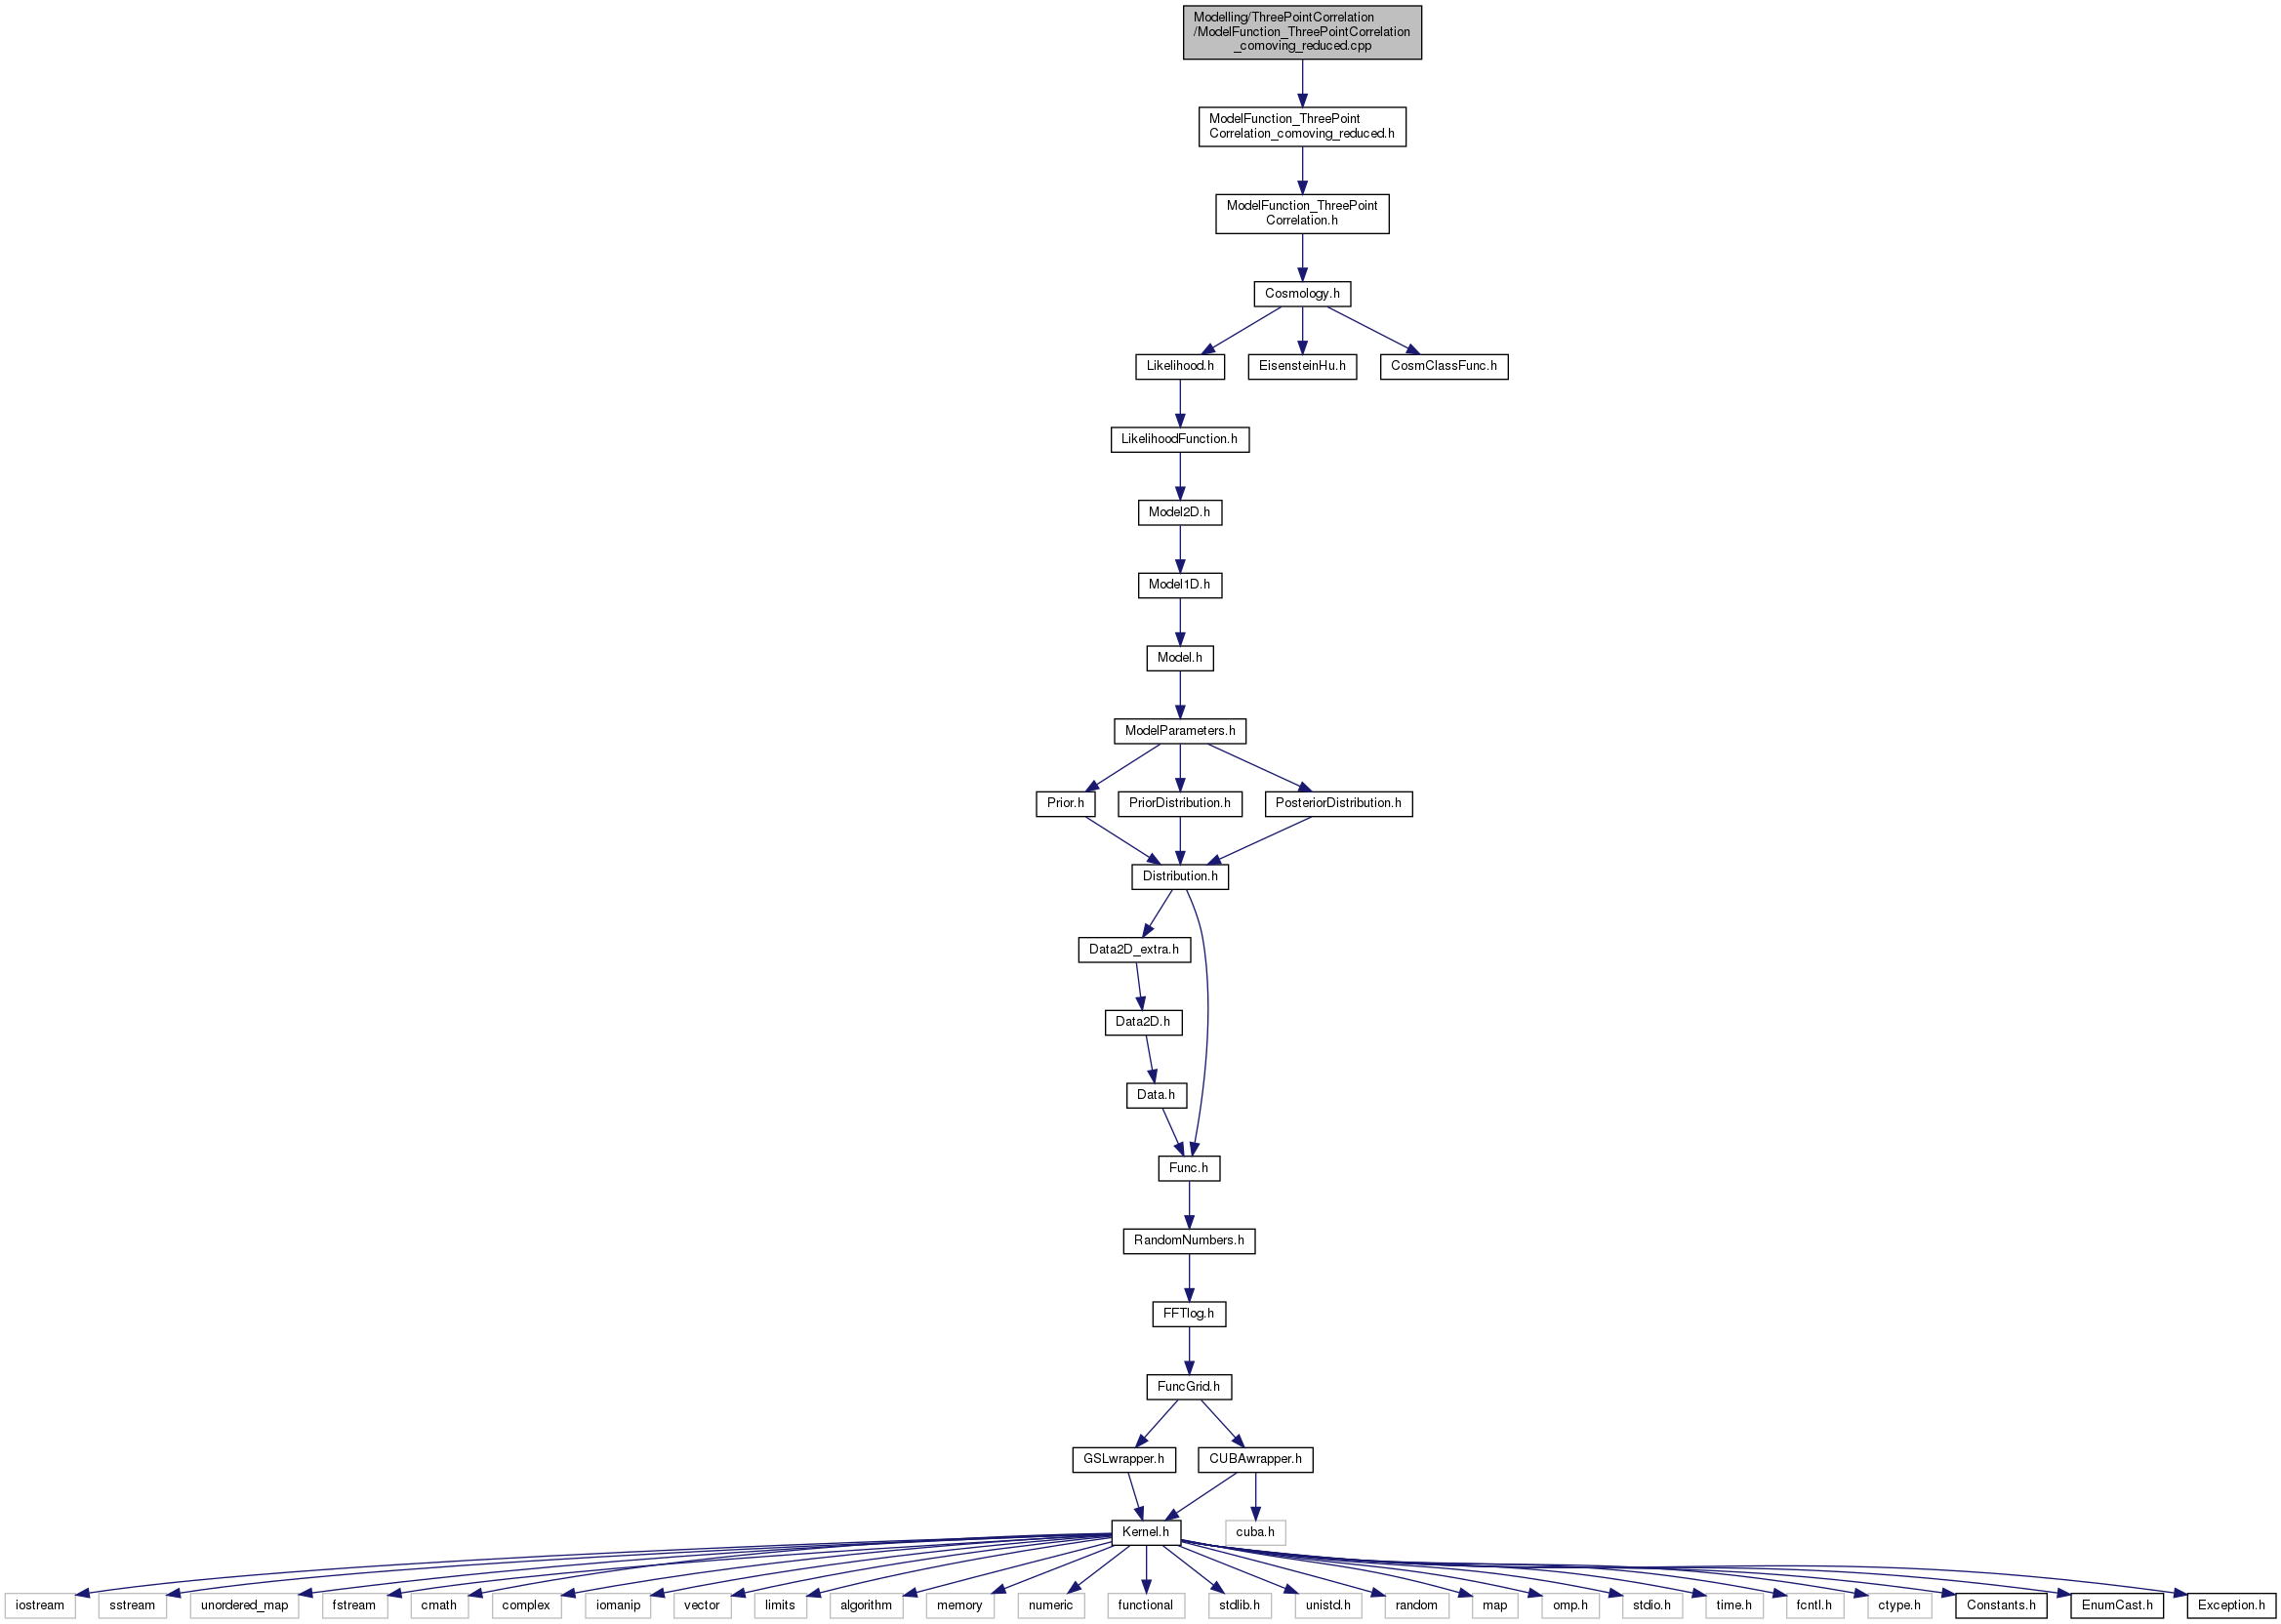 Modelling/ThreePointCorrelation
/ModelFunction_ThreePointCorrelation
_comoving_reduced.cpp
ModelFunction_ThreePoint
Correlation_comoving_reduced.h
ModelFunction_ThreePoint
Correlation.h
Cosmology.h
Likelihood.h
EisensteinHu.h
CosmClassFunc.h
LikelihoodFunction.h
Model2D.h
Model1D.h
Model.h
ModelParameters.h
Prior.h
PriorDistribution.h
PosteriorDistribution.h
Distribution.h
Data2D_extra.h
Data2D.h
Data.h
Func.h
RandomNumbers.h
FFTlog.h
FuncGrid.h
GSLwrapper.h
CUBAwrapper.h
Kernel.h
cuba.h
iostream
sstream
unordered_map
fstream
cmath
complex
iomanip
vector
limits
algorithm
memory
numeric
functional
stdlib.h
unistd.h
random
map
omp.h
stdio.h
time.h
fcntl.h
ctype.h
Constants.h
EnumCast.h
Exception.h